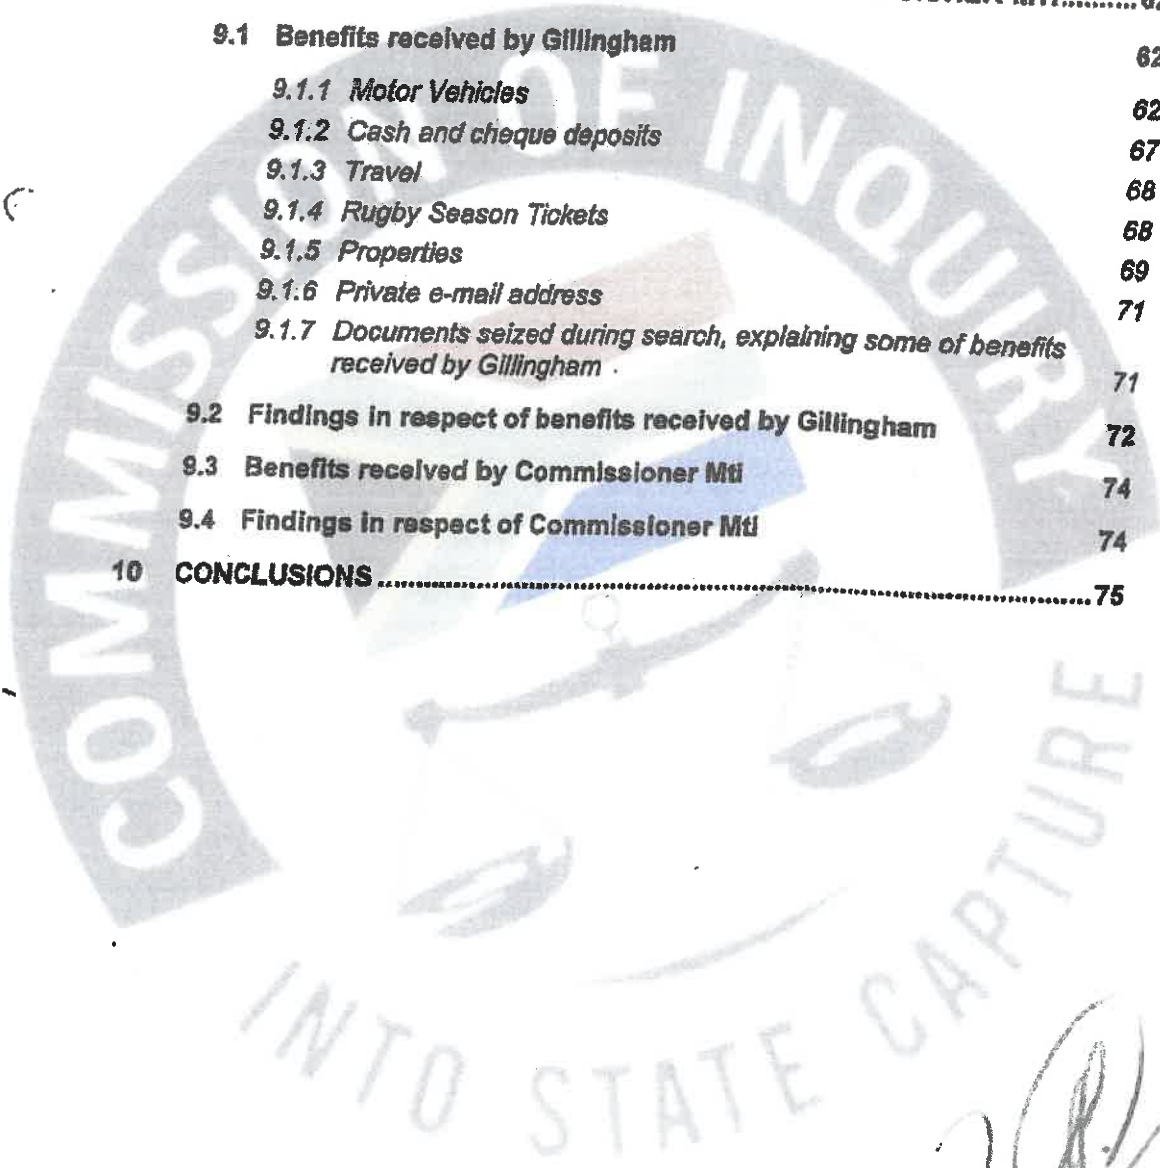 9.1 Benefits received by Gillingham 62
9.1.1 Motor Vehicles 62
9.1.2 Cash and cheque deposits 67
9.1.3 Travel 68
9.1.4 Rugby Season Tickets 68
9.1.5 Properties 69
9.1.6 Private e-mail address 71
9.1.7 Documents seized during search, explaining some of benefits
received by Gillingham 71
9.2 Findings in respect of benefits received by Gillingham 72
9.3 Benefits received by Commissioner Mti 74
9.4 Findings in respect of Commissioner Mti 74
10 CONCLUSIONS ........................................................................................75
COMMISSION OF INQUIRY
INTO STATE CAPTURE